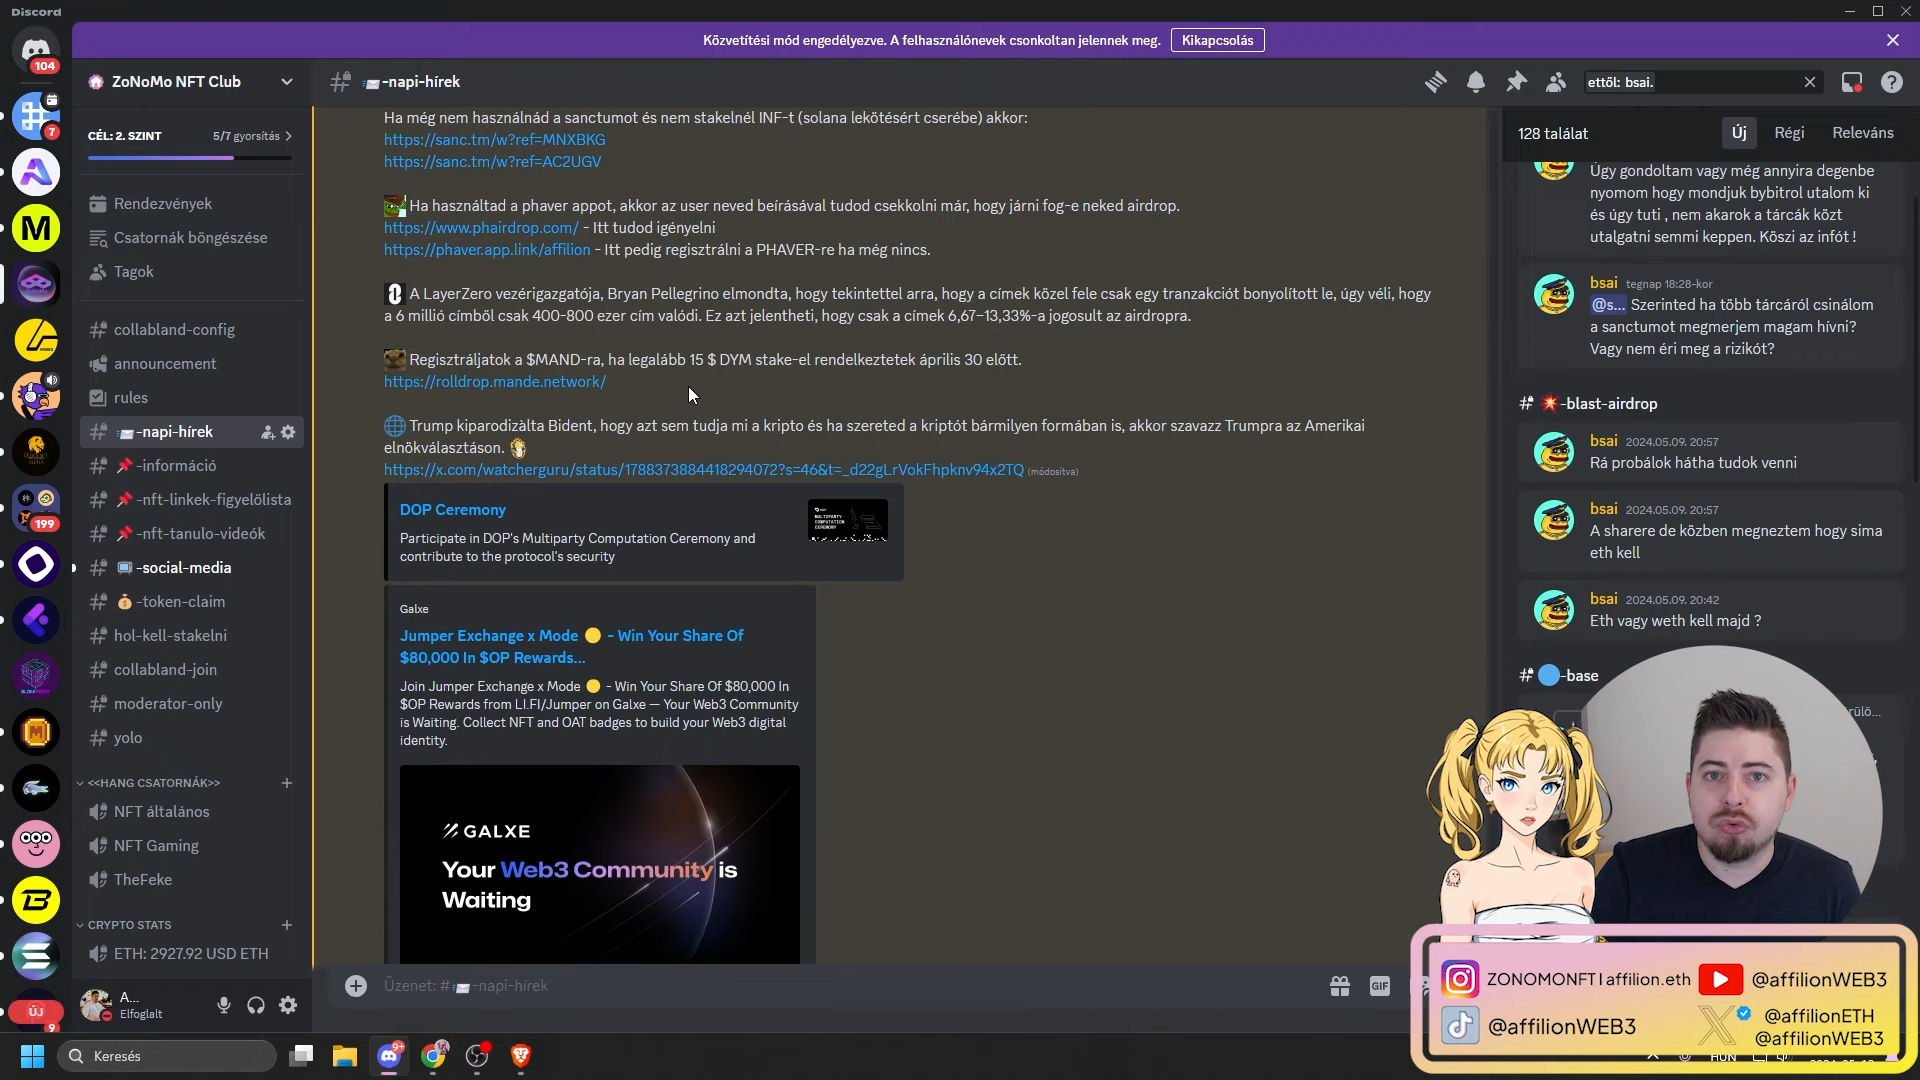 Discord
Közvetítési mód engedélyezve. A felhasználónevek csonkoltan jelennek meg.
Kikapcsolás
104
7
199
ÚJ
9
ZoNoMo NFT Club
CÉL: 2. SZINT
5/7 gyorsítás
Rendezvények
Csatornák böngészése
Tagok
collabland-config
announcement
rules
-napi-hírek
-információ
-nft-linkek-figyelőlista
-nft-tanulo-videók
-social-media
-token-claim
hol-kell-stakelni
collabland-join
moderator-only
yolo
<<HANG CSATORNÁK>>
NFT általános
NFT Gaming
TheFeke
CRYPTO STATS
ETH: 2927.92 USD ETH
A...
Elfoglalt
-napi-hírek
ettől: bsai.
Ha még nem használnád a sanctumot és nem stakelnél INF-t (solana lekötésért cserébe) akkor:
https://sanc.tm/w?ref=MNXBKG
https://sanc.tm/w?ref=AC2UGV
Ha használtad a phaver appot, akkor az user neved beírásával tudod csekkolni már, hogy járni fog-e neked airdrop.
https://www.phairdrop.com/ - Itt tudod igényelni
https://phaver.app.link/affilion - Itt pedig regisztrálni a PHAVER-re ha még nincs.
A LayerZero vezérigazgatója, Bryan Pellegrino elmondta, hogy tekintettel arra, hogy a címek közel fele csak egy tranzakciót bonyolított le, úgy véli, hogy
a 6 millió címből csak 400-800 ezer cím valódi. Ez azt jelentheti, hogy csak a címek 6,67–13,33%-a jogosult az airdropra.
Regisztráljatok a $MAND-ra, ha legalább 15 $ DYM stake-el rendelkeztetek április 30 előtt.
https://rolldrop.mande.network/
Trump kiparodizálta Bident, hogy azt sem tudja mi a kripto és ha szereted a kriptót bármilyen formában is, akkor szavazz Trumpra az Amerikai
elnökválasztáson.
https://x.com/watcherguru/status/1788373884418294072?s=46&t=_d22gLrVokFhpknv94x2TQ (módosítva)
DOP Ceremony
Participate in DOP's Multiparty Computation Ceremony and
contribute to the protocol's security
MULTIPARTY
COMPUTATION
CEREMONY
Galxe
Jumper Exchange x Mode - Win Your Share Of
$80,000 In $OP Rewards...
Join Jumper Exchange x Mode - Win Your Share Of $80,000 In
$OP Rewards from LI.FI/Jumper on Galxe — Your Web3 Community
is Waiting. Collect NFT and OAT badges to build your Web3 digital
identity.
GALXE
Your Web3 Community is
Waiting
Üzenet: #-napi-hírek
GIF
128 találat
Új
Régi
Releváns
Úgy gondoltam vagy még annyira degenbe
nyomom hogy mondjuk bybitrol utalom ki
és úgy tuti , nem akarok a tárcák közt
utalgatni semmi keppen. Köszi az infót !
bsai tegnap 18:28-kor
@s... Szerinted ha több tárcáról csinálom
a sanctumot megmerjem magam hívni?
Vagy nem éri meg a rizikót?
-blast-airdrop
bsai 2024.05.09. 20:57
Rá probálok hátha tudok venni
bsai 2024.05.09. 20:57
A sharere de közben megneztem hogy sima
eth kell
bsai 2024.05.09. 20:42
Eth vagy weth kell majd ?
-base
ZONOMONFT | affilion.eth
@affilionWEB3
@affilionWEB3
@affilionETH
@affilionWEB3
Keresés
9+
HUN